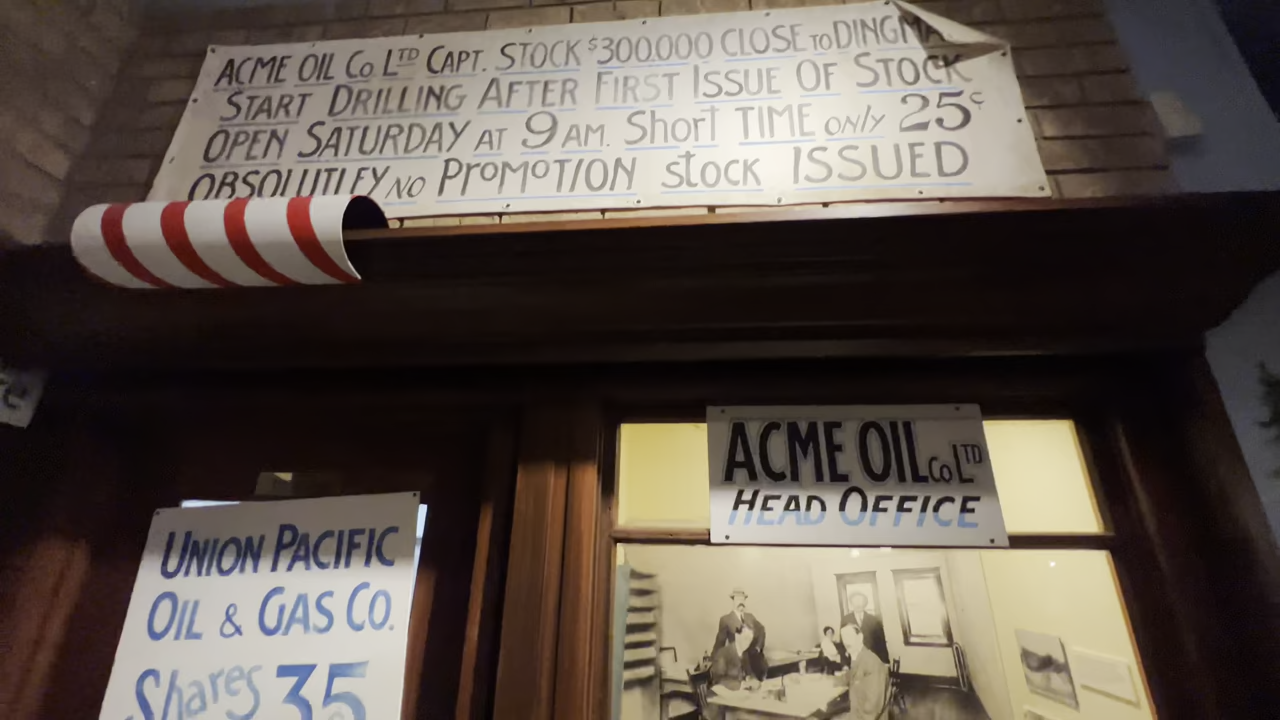 ACME OIL Co LTD CAPT. STOCK $300.000 CLOSE TO DINGMA
START DRILLING AFTER FIRST ISSUE OF STOCK
OPEN SATURDAY AT 9 AM. Short TIME ONLY 25¢
OBSOLUTLEY NO PROMOTION stock ISSUED
ACME OIL Co LTD
HEAD OFFICE
UNION PACIFIC
OIL & GAS CO.
Shares 35